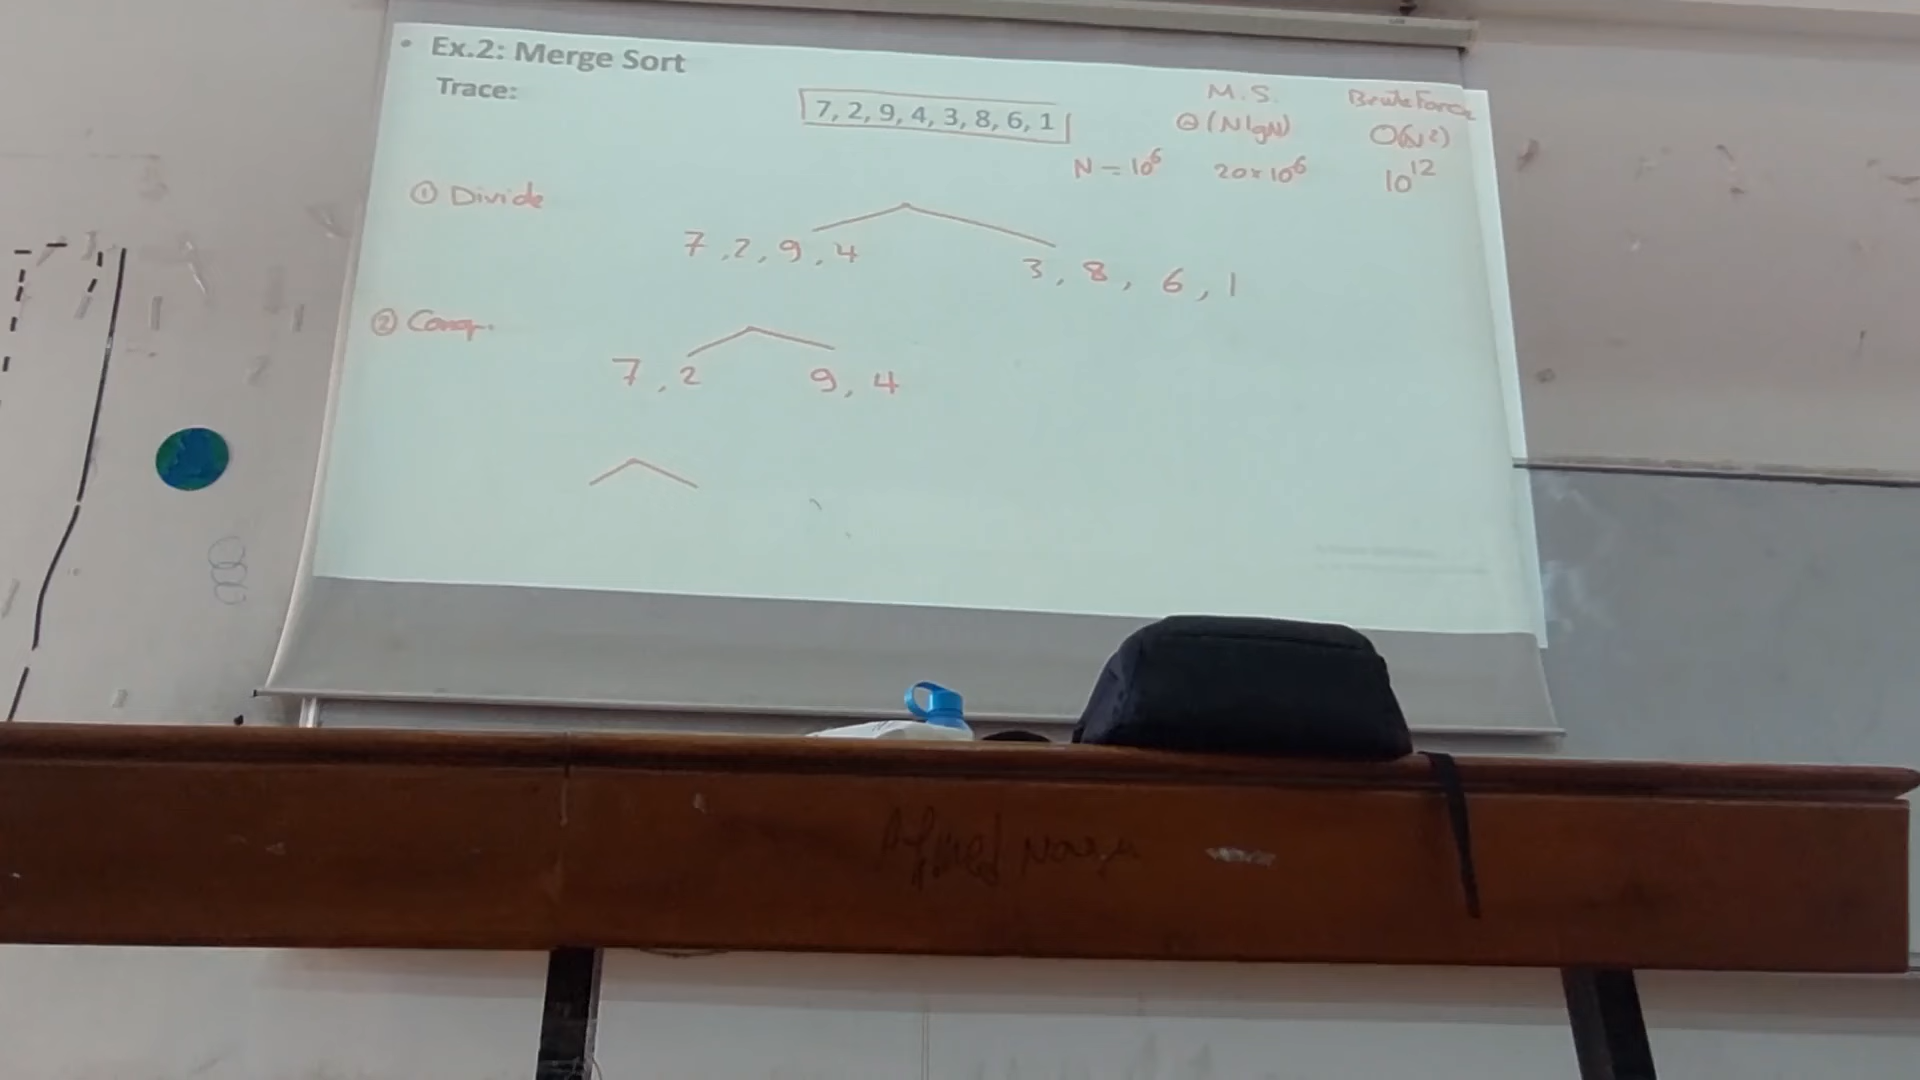 • Ex.2: Merge Sort
Trace:
7, 2, 9, 4, 3, 8, 6, 1
M.S. Brute Force
Θ(NlgN) O(N²)
N = 10⁶ 20×10⁶ 10¹²
① Divide
7, 2, 9, 4 3, 8, 6, 1
② Conq.
7, 2 9, 4